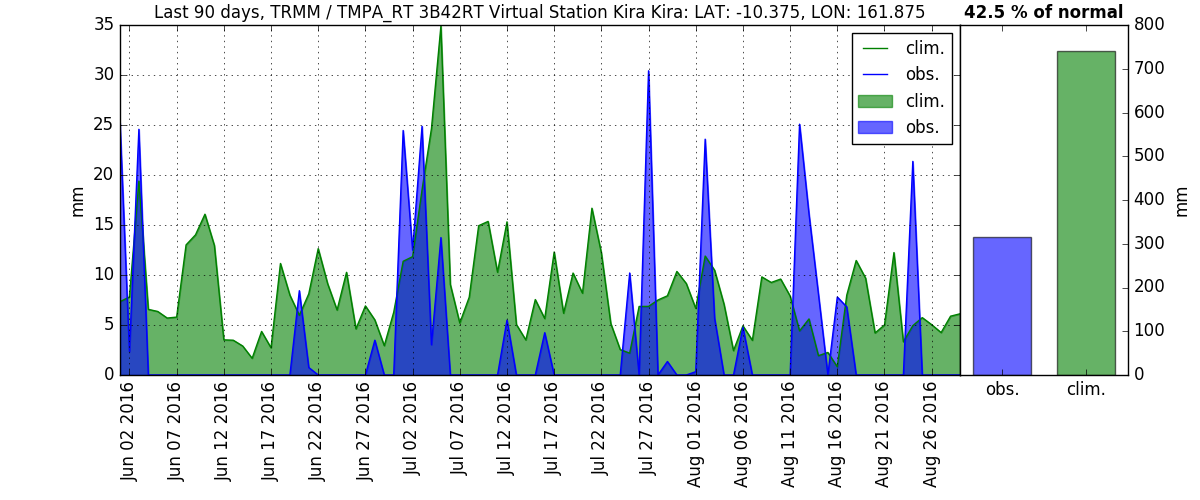 Last 90 days, TRMM / TMPA_RT 3B42RT Virtual Station Kira Kira: LAT: -10.375, LON: 161.875
42.5 % of normal
35
30
25
20
15
10
5
0
mm
clim.
obs.
clim.
obs.
800
700
600
500
400
300
200
100
0
mm
Jun 02 2016
Jun 07 2016
Jun 12 2016
Jun 17 2016
Jun 22 2016
Jun 27 2016
Jul 02 2016
Jul 07 2016
Jul 12 2016
Jul 17 2016
Jul 22 2016
Jul 27 2016
Aug 01 2016
Aug 06 2016
Aug 11 2016
Aug 16 2016
Aug 21 2016
Aug 26 2016
obs.
clim.